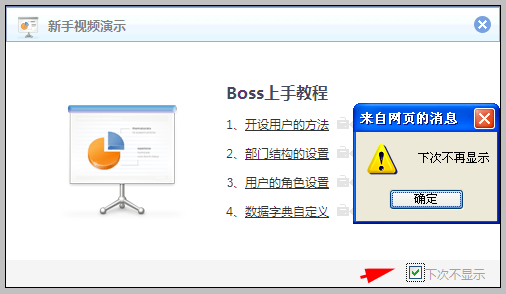 新手视频演示
Boss上手教程
1、开设用户的方法
2、部门结构的设置
3、用户的角色设置
4、数据字典自定义
来自网页的消息
下次不再显示
确定
下次不显示